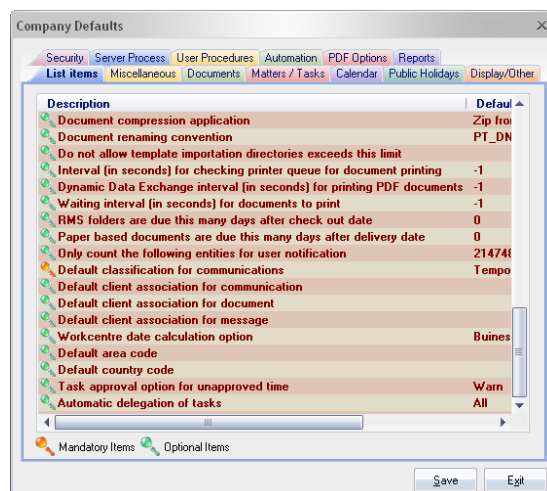 Company Defaults
Security Server Process User Procedures Automation PDF Options Reports
List items Miscellaneous Documents Matters / Tasks Calendar Public Holidays Display/Other
Description Defaul
Document compression application Zip fro
Document renaming convention PT_DN
Do not allow template importation directories exceeds this limit
Interval (in seconds) for checking printer queue for document printing -1
Dynamic Data Exchange interval (in seconds) for printing PDF documents -1
Waiting interval (in seconds) for documents to print -1
RMS folders are due this many days after check out date 0
Paper based documents are due this many days after delivery date 0
Only count the following entities for user notification 214748
Default classification for communications Tempo
Default client association for communication
Default client association for document
Default client association for message
Workcentre date calculation option Buines
Default area code
Default country code
Task approval option for unapproved time Warn
Automatic delegation of tasks All
Mandatory Items Optional Items
Save Exit